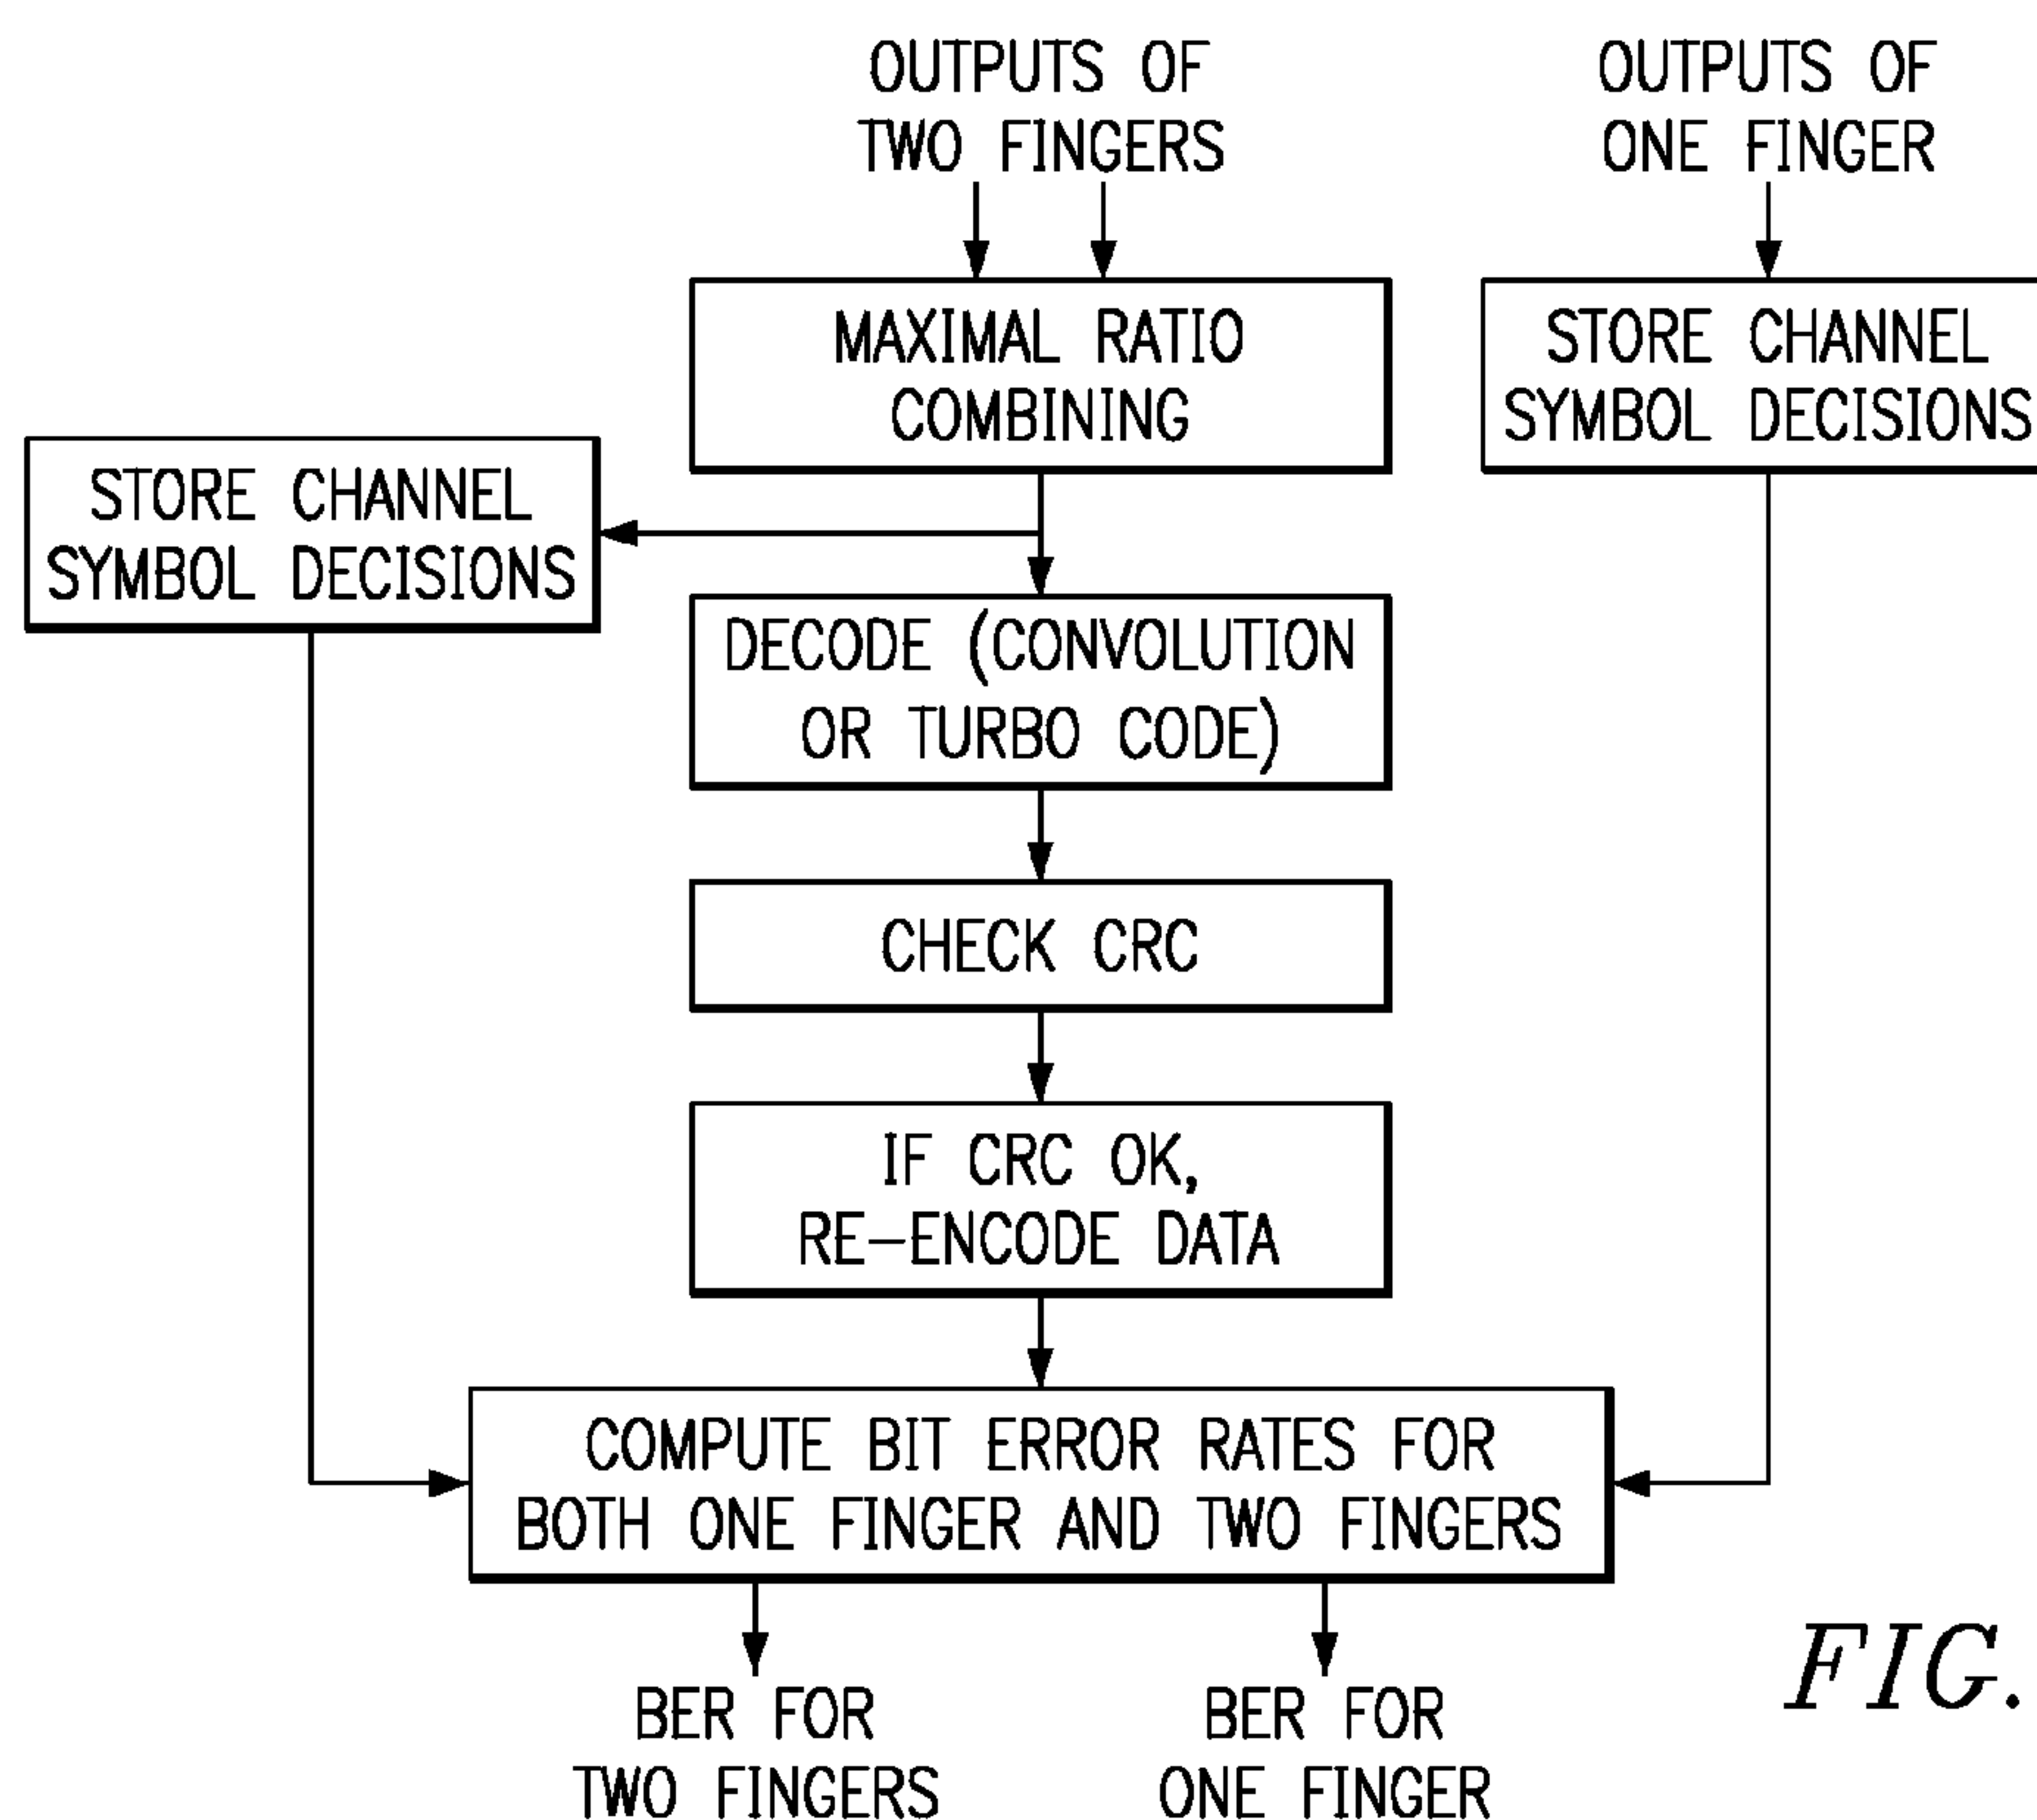 OUTPUTS OF
TWO FINGERS
OUTPUTS OF
ONE FINGER
MAXIMAL RATIO
COMBINING
STORE CHANNEL
SYMBOL DECISIONS
STORE CHANNEL
SYMBOL DECISIONS
DECODE (CONVOLUTION
OR TURBO CODE)
CHECK CRC
IF CRC OK,
RE-ENCODE DATA
COMPUTE BIT ERROR RATES FOR
BOTH ONE FINGER AND TWO FINGERS
BER FOR
TWO FINGERS
BER FOR
ONE FINGER
FIG.